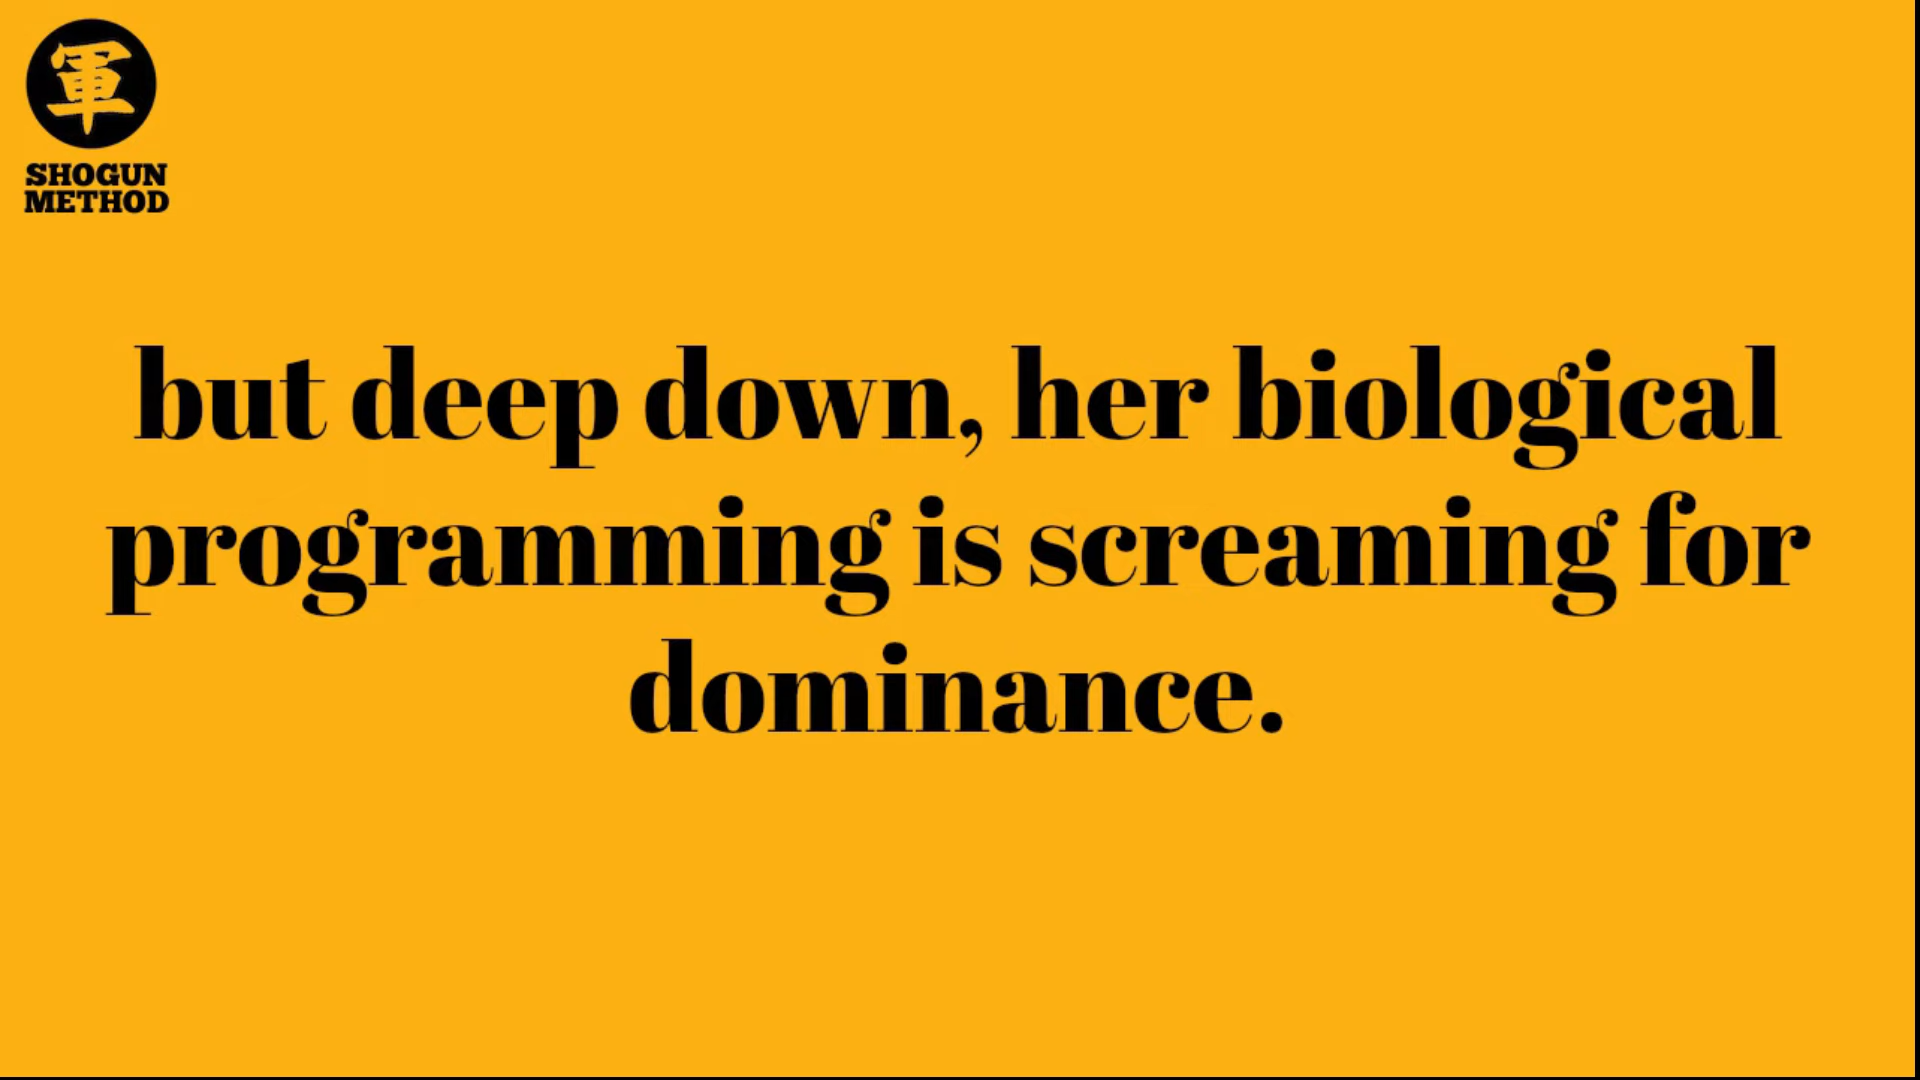 軍
SHOGUN
METHOD
but deep down, her biological
programming is screaming for
dominance.